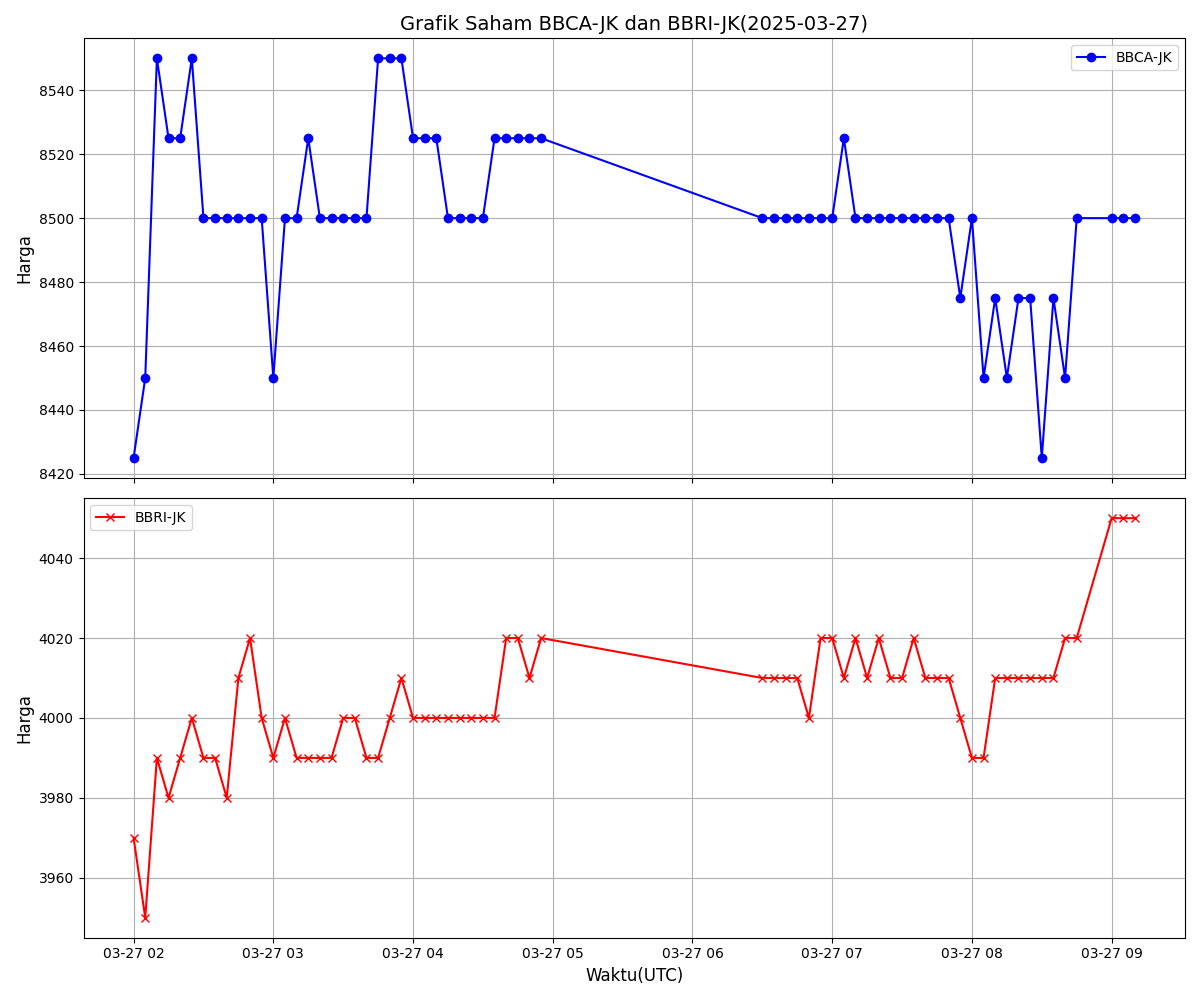 Grafik Saham BBCA-JK dan BBRI-JK(2025-03-27)
BBCA-JK
8540
8520
8500
8480
8460
8440
8420
Harga
BBRI-JK
4040
4020
4000
3980
3960
Harga
03-27 02 03-27 03 03-27 04 03-27 05 03-27 06 03-27 07 03-27 08 03-27 09
Waktu(UTC)